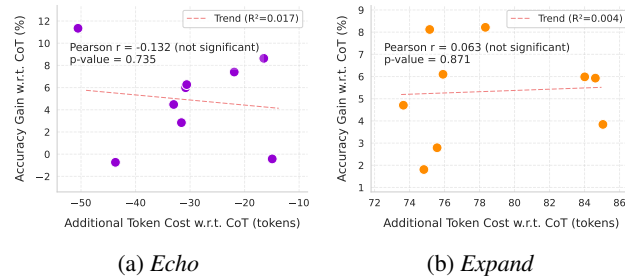 Trend (R²=0.017)
Pearson r = -0.132 (not significant)
p-value = 0.735
Accuracy Gain w.r.t. CoT (%)
12
10
8
6
4
2
0
−2
−50
−40
−30
−20
−10
Additional Token Cost w.r.t. CoT (tokens)
(a) Echo
Trend (R²=0.004)
Pearson r = 0.063 (not significant)
p-value = 0.871
Accuracy Gain w.r.t. CoT (%)
9
8
7
6
5
4
3
2
1
72
74
76
78
80
82
84
86
Additional Token Cost w.r.t. CoT (tokens)
(b) Expand